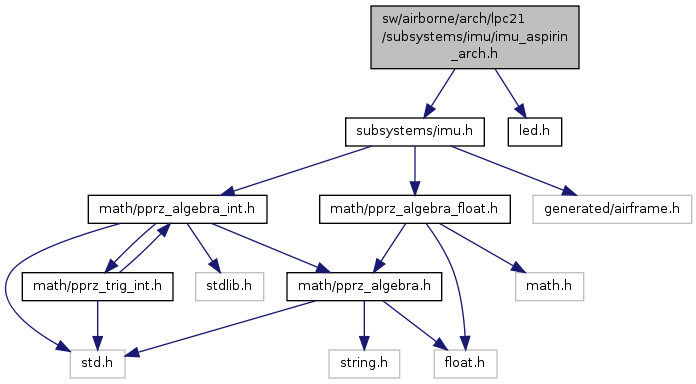 sw/airborne/arch/lpc21
/subsystems/imu/imu_aspirin
_arch.h
subsystems/imu.h
led.h
math/pprz_algebra_int.h
math/pprz_algebra_float.h
generated/airframe.h
math/pprz_trig_int.h
stdlib.h
math/pprz_algebra.h
math.h
std.h
string.h
float.h